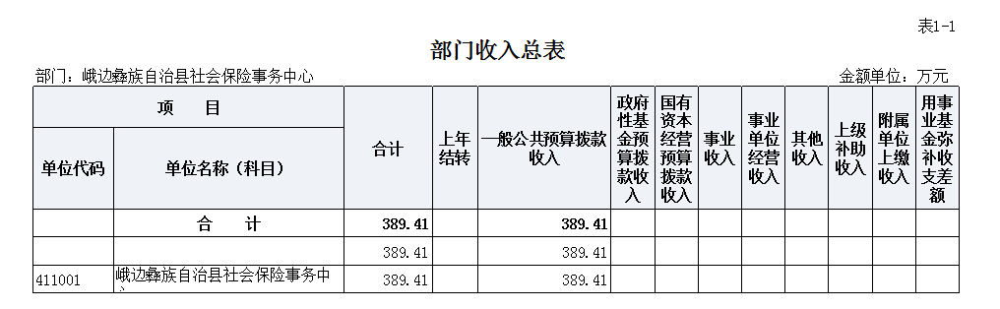 表1-1
部门收入总表
部门：峨边彝族自治县社会保险事务中心
金额单位：万元
项 目
合计
上年
结转
一般公共预算拨款
收入
政府
性基
金预
算拨
款收
入
国有
资本
经营
预算
拨款
收入
事业
收入
事业
单位
经营
收入
其他
收入
上级
补助
收入
附属
单位
上缴
收入
用事
业基
金弥
补收
支差
额
单位代码
单位名称（科目）
合 计
389.41
389.41
389.41
389.41
411001
峨边彝族自治县社会保险事务中
389.41
389.41